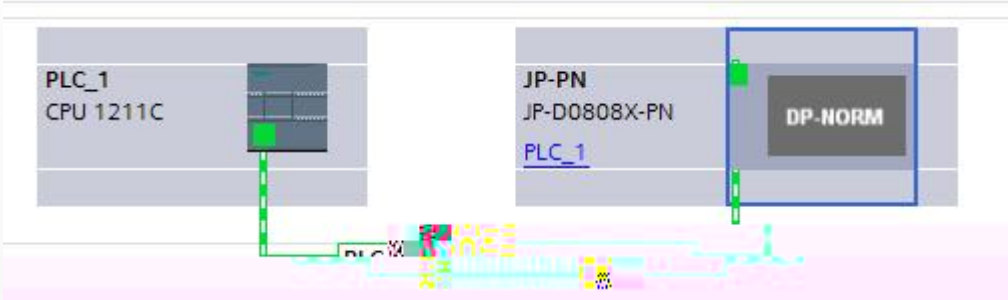 PLC_1
CPU 1211C
JP-PN
JP-D0808X-PN
PLC_1
DP-NORM